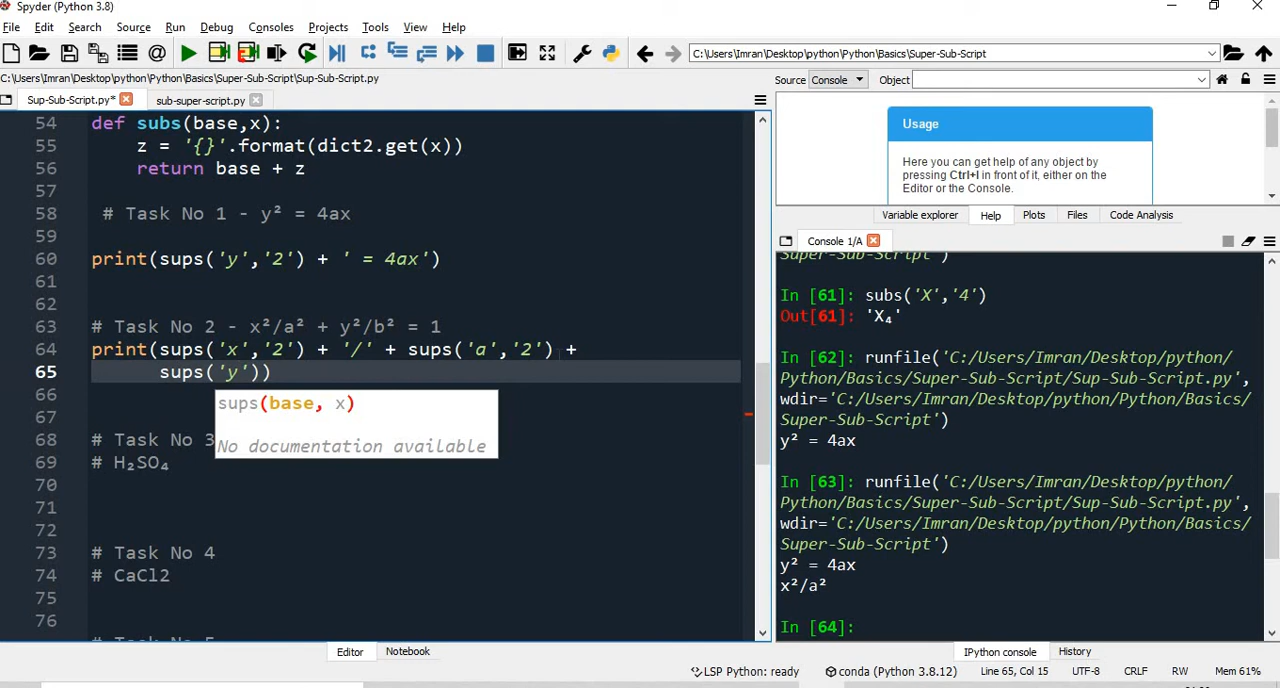 Spyder (Python 3.8)
File Edit Search Source Run Debug Consoles Projects Tools View Help
C:\Users\Imran\Desktop\python\Python\Basics\Super-Sub-Script
C:\Users\Imran\Desktop\python\Python\Basics\Super-Sub-Script\Sup-Sub-Script.py
Source Console Object
Sup-Sub-Script.py* sub-super-script.py
54 def subs(base,x):
55 z = '{}'.format(dict2.get(x))
56 return base + z
57
58 # Task No 1 - y² = 4ax
59
60 print(sups('y','2') + ' = 4ax')
61
62
63 # Task No 2 - x²/a² + y²/b² = 1
64 print(sups('x','2') + '/' + sups('a','2') +
65 sups('y'))
66
sups(base, x)
No documentation available
67
68 # Task No 3
69 # H₂SO₄
70
71
72
73 # Task No 4
74 # CaCl2
75
76
Usage
Here you can get help of any object by
pressing Ctrl+I in front of it, either on the
Editor or the Console.
Variable explorer Help Plots Files Code Analysis
Console 1/A
Super-Sub-Script')
In [61]: subs('X','4')
Out[61]: 'X₄'
In [62]: runfile('C:/Users/Imran/Desktop/python/
Python/Basics/Super-Sub-Script/Sup-Sub-Script.py',
wdir='C:/Users/Imran/Desktop/python/Python/Basics/
Super-Sub-Script')
y² = 4ax
In [63]: runfile('C:/Users/Imran/Desktop/python/
Python/Basics/Super-Sub-Script/Sup-Sub-Script.py',
wdir='C:/Users/Imran/Desktop/python/Python/Basics/
Super-Sub-Script')
y² = 4ax
x²/a²
In [64]:
Editor Notebook
IPython console History
LSP Python: ready conda (Python 3.8.12) Line 65, Col 15 UTF-8 CRLF RW Mem 61%